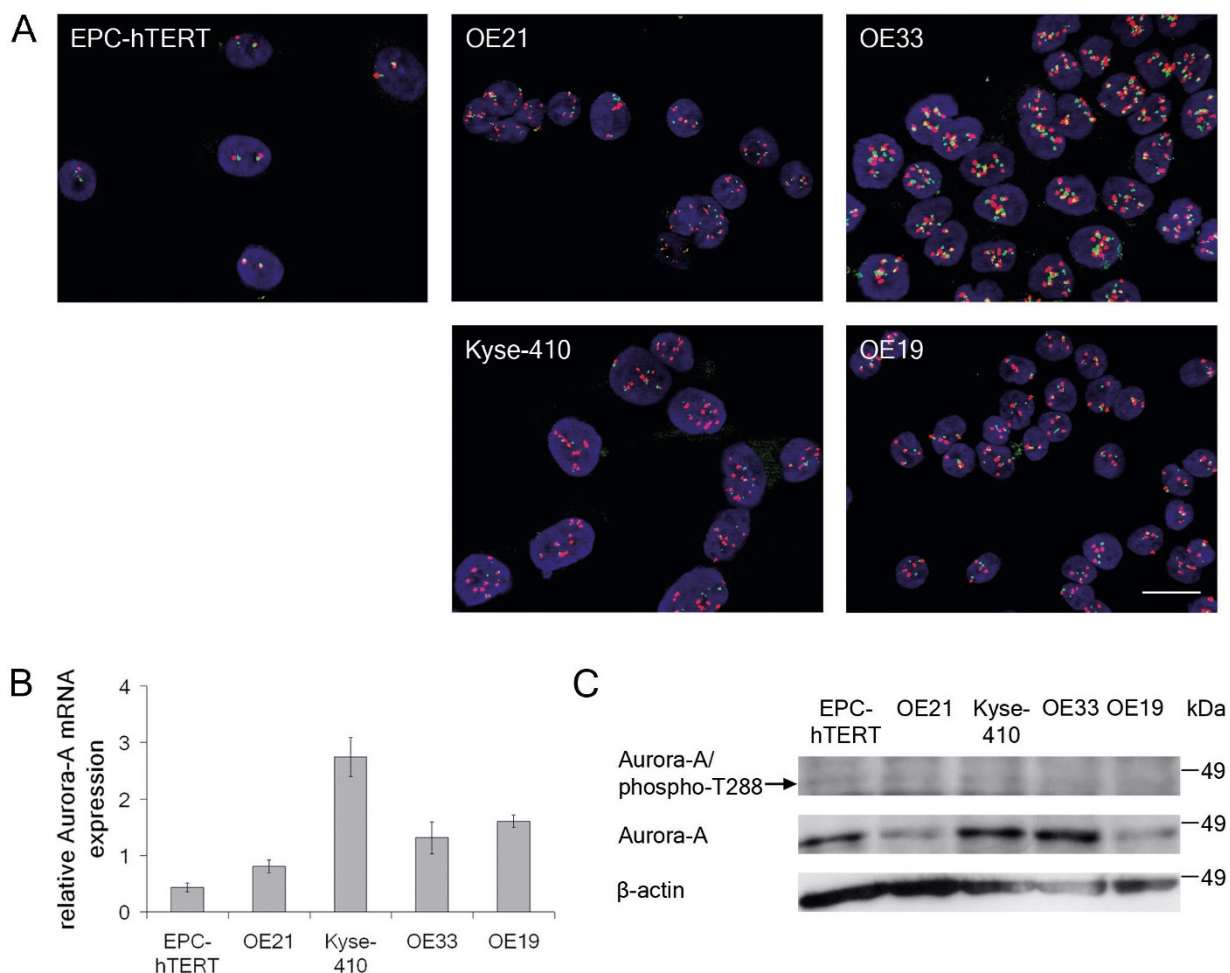 A
EPC-hTERT
OE21
OE33
Kyse-410
OE19
B
relative Aurora-A mRNA
expression
4
3
2
1
0
EPC-
hTERT
OE21
Kyse-
410
OE33
OE19
C
EPC-
hTERT
OE21
Kyse-
410
OE33
OE19
kDa
Aurora-A/
phospho-T288
49
Aurora-A
49
β-actin
49